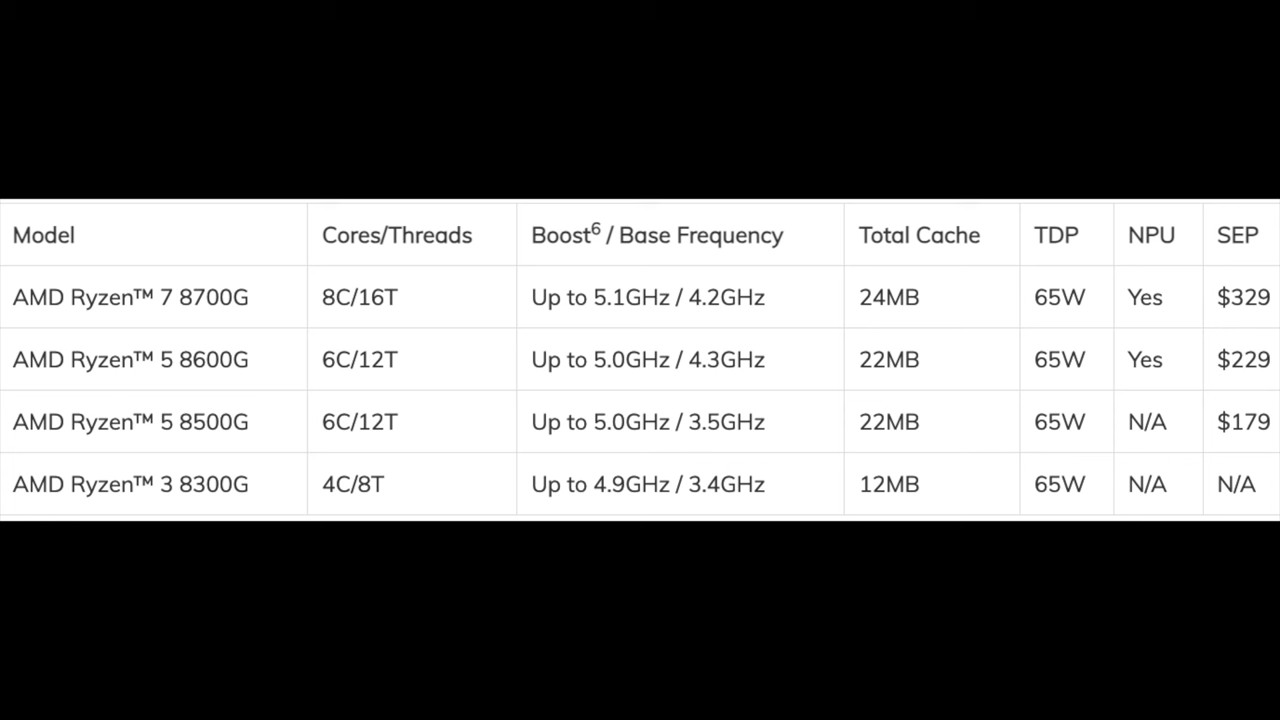 Model Cores/Threads Boost⁶ / Base Frequency Total Cache TDP NPU SEP
AMD Ryzen™ 7 8700G 8C/16T Up to 5.1GHz / 4.2GHz 24MB 65W Yes $329
AMD Ryzen™ 5 8600G 6C/12T Up to 5.0GHz / 4.3GHz 22MB 65W Yes $229
AMD Ryzen™ 5 8500G 6C/12T Up to 5.0GHz / 3.5GHz 22MB 65W N/A $179
AMD Ryzen™ 3 8300G 4C/8T Up to 4.9GHz / 3.4GHz 12MB 65W N/A N/A